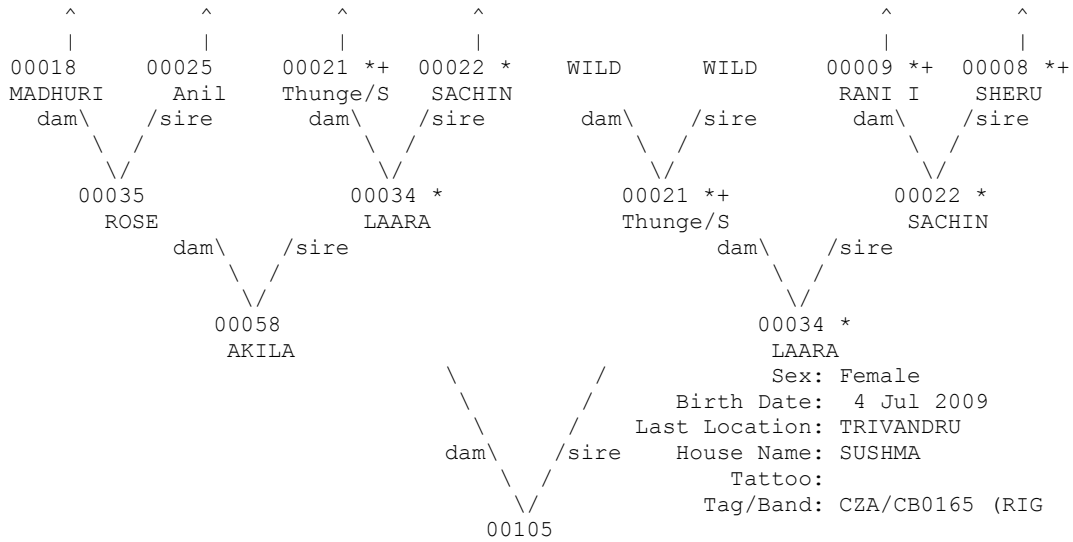 ^ ^ ^ ^ ^ ^
| | | | | |
00018 00025 00021 *+ 00022 * WILD WILD 00009 *+ 00008 *+
MADHURI Anil Thunge/S SACHIN RANI I SHERU
dam\ /sire dam\ /sire dam\ /sire dam\ /sire
\ / \ / \ / \ /
\/ \/ \/ \/
00035 00034 * 00021 *+ 00022 *
ROSE LAARA Thunge/S SACHIN
dam\ /sire dam\ /sire
\ / \ /
\/ \/
00058 00034 *
AKILA LAARA
\ / Sex: Female
\ / Birth Date: 4 Jul 2009
\ / Last Location: TRIVANDRU
dam\ /sire House Name: SUSHMA
\ / Tattoo:
\/ Tag/Band: CZA/CB0165 (RIG
00105